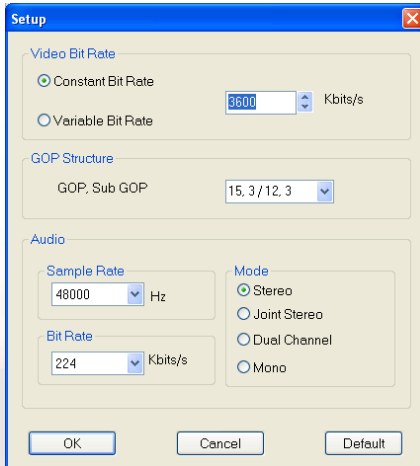 Setup
Video Bit Rate
Constant Bit Rate
3600 Kbits/s
Variable Bit Rate
GOP Structure
GOP, Sub GOP 15, 3 / 12, 3
Audio
Sample Rate
48000 Hz
Bit Rate
224 Kbits/s
Mode
Stereo
Joint Stereo
Dual Channel
Mono
OK Cancel Default